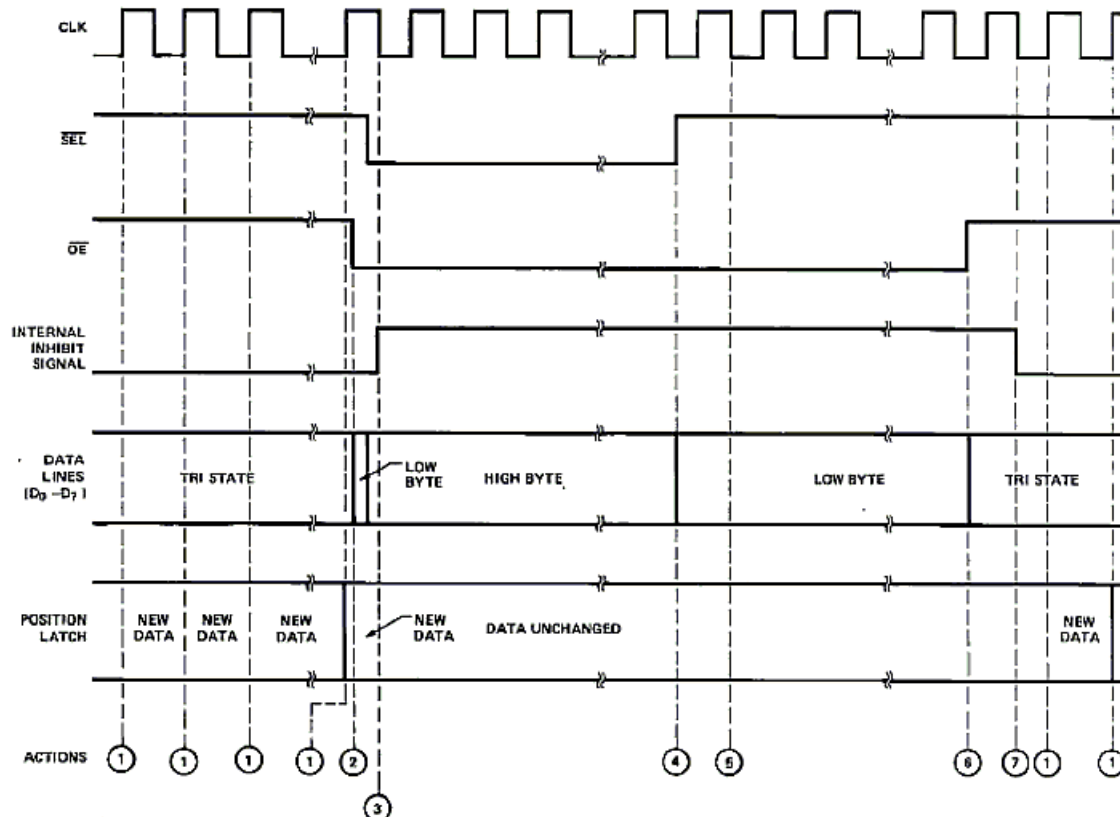 CLK
SEL
OE
INTERNAL
INHIBIT
SIGNAL
DATA
LINES
(D0 –D7 )
TRI STATE
LOW
BYTE
HIGH BYTE
LOW BYTE
TRI STATE
POSITION
LATCH
NEW
DATA
NEW
DATA
NEW
DATA
NEW
DATA
DATA UNCHANGED
NEW
DATA
ACTIONS
1
1
1
1
2
3
4
5
6
7
1
1